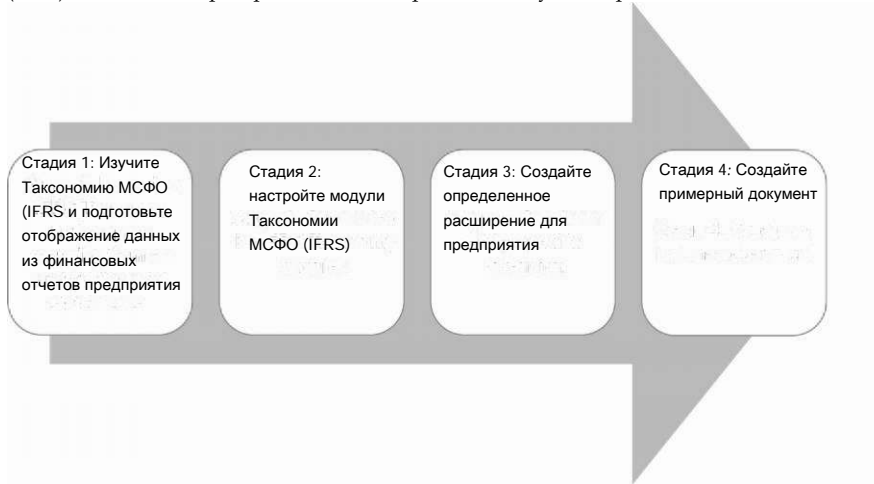 Стадия 1: Изучите
Таксономию МСФО
(IFRS и подготовьте
отображение данных
из финансовых
отчетов предприятия
Стадия 2:
настройте модули
Таксономии
МСФО (IFRS)
Стадия 3: Создайте
определенное
расширение для
предприятия
Стадия 4: Создайте
примерный документ